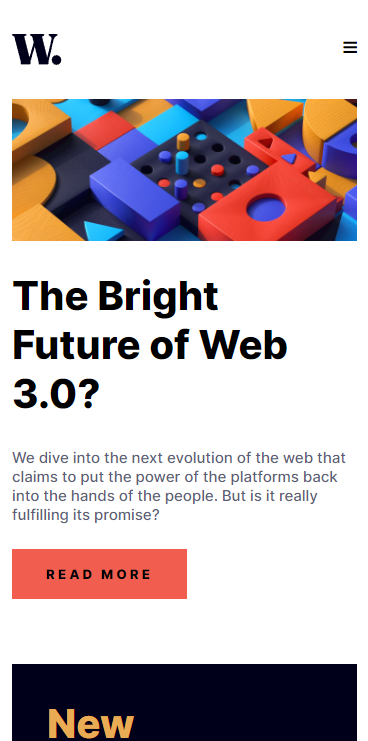 W.
The Bright
Future of Web
3.0?
We dive into the next evolution of the web that
claims to put the power of the platforms back
into the hands of the people. But is it really
fulfilling its promise?
READ MORE
New